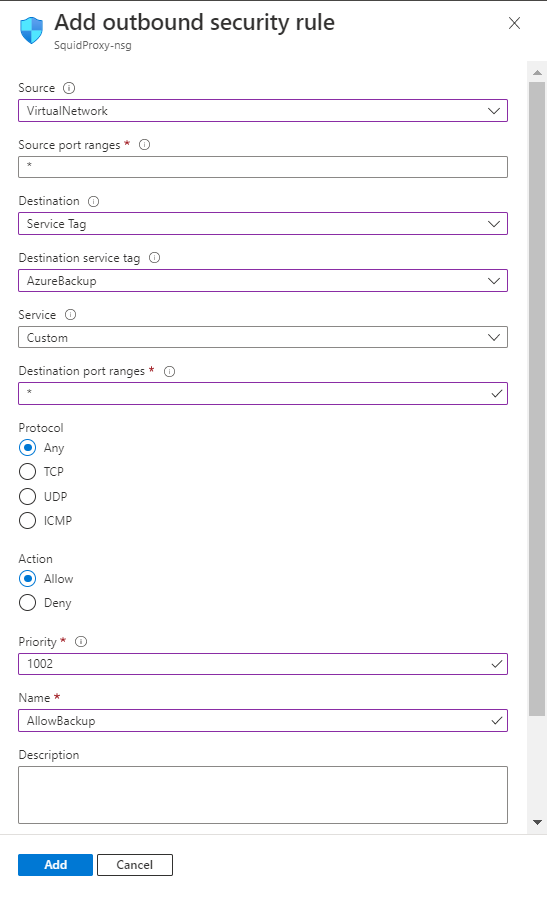 Add outbound security rule
SquidProxy-nsg
Source
VirtualNetwork
Source port ranges *
*
Destination
Service Tag
Destination service tag
AzureBackup
Service
Custom
Destination port ranges *
*
Protocol
Any
TCP
UDP
ICMP
Action
Allow
Deny
Priority *
1002
Name *
AllowBackup
Description
Add Cancel